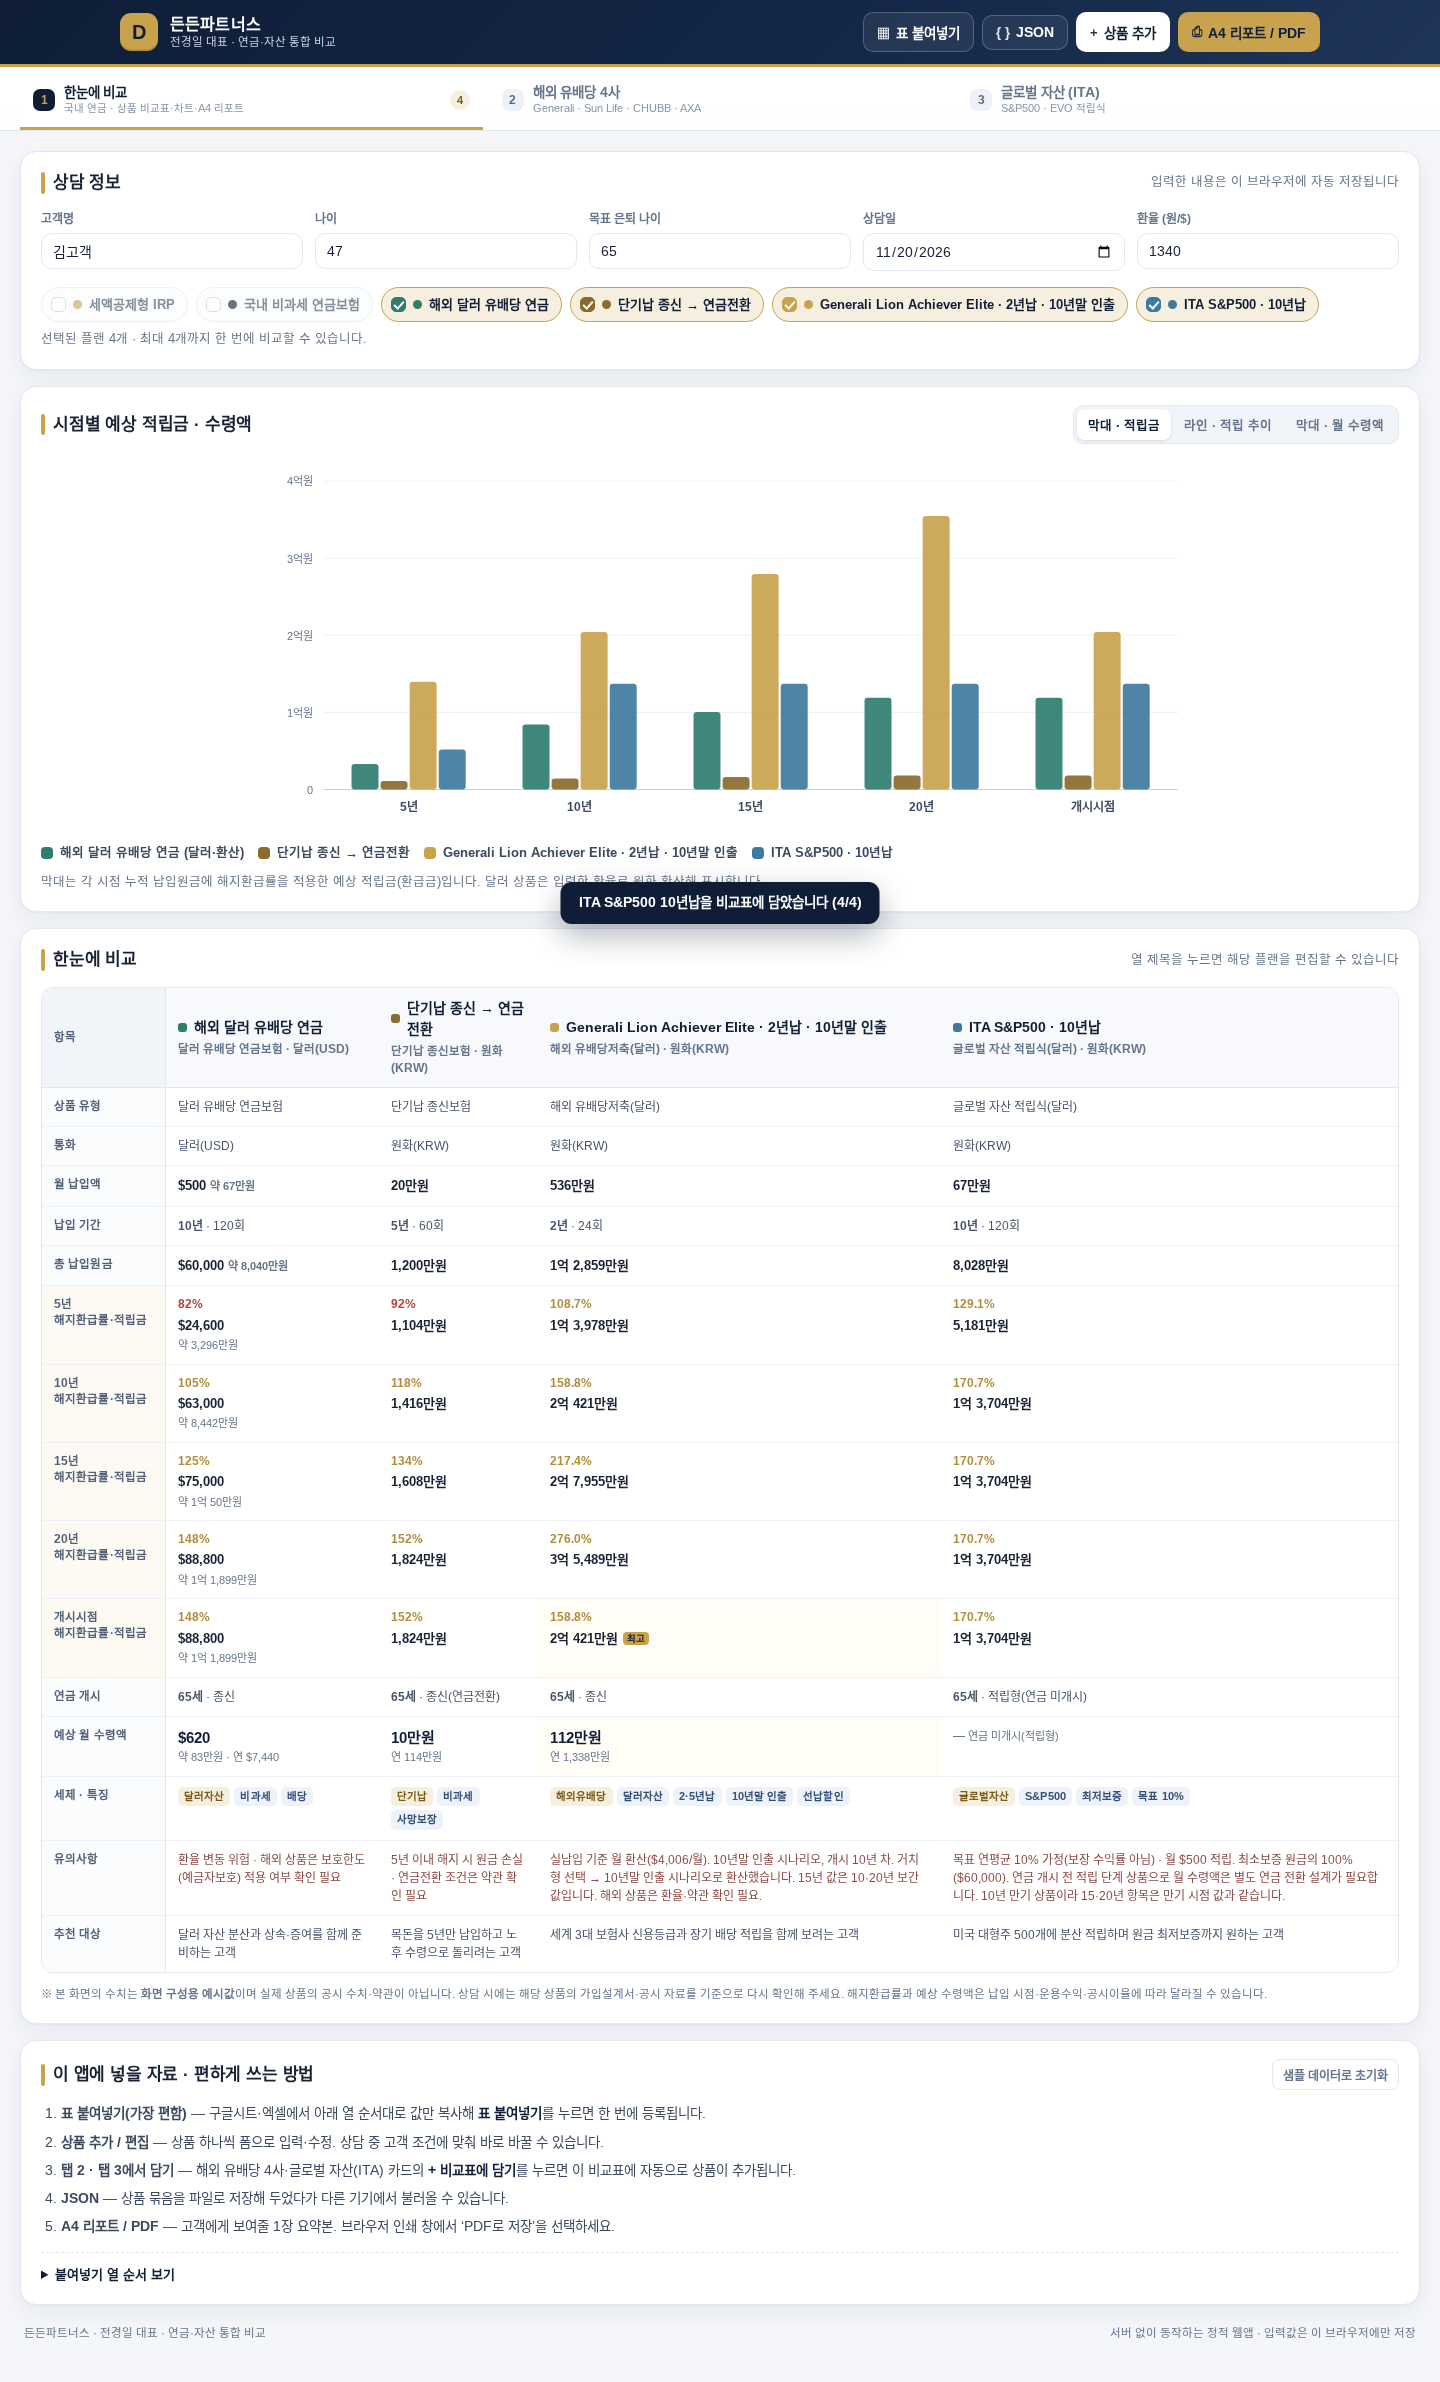 D
든든파트너스
전경일 대표 · 연금·자산 통합 비교
▦ 표 붙여넣기
{ } JSON
+ 상품 추가
⎙ A4 리포트 / PDF
1 한눈에 비교
국내 연금 · 상품 비교표·차트·A4 리포트
4
2 해외 유배당 4사
Generali · Sun Life · CHUBB · AXA
3 글로벌 자산 (ITA)
S&P500 · EVO 적립식
상담 정보
입력한 내용은 이 브라우저에 자동 저장됩니다
고객명 나이 목표 은퇴 나이 상담일 환율 (원/$)
김고객 47 65 11/20/2026 1340
세액공제형 IRP 국내 비과세 연금보험 해외 달러 유배당 연금 단기납 종신 → 연금전환 Generali Lion Achiever Elite · 2년납 · 10년말 인출 ITA S&P500 · 10년납
선택된 플랜 4개 · 최대 4개까지 한 번에 비교할 수 있습니다.
시점별 예상 적립금 · 수령액
막대 · 적립금 라인 · 적립 추이 막대 · 월 수령액
4억원
3억원
2억원
1억원
0
5년 10년 15년 20년 개시시점
해외 달러 유배당 연금 (달러·환산) 단기납 종신 → 연금전환 Generali Lion Achiever Elite · 2년납 · 10년말 인출 ITA S&P500 · 10년납
막대는 각 시점 누적 납입원금에 해지환급률을 적용한 예상 적립금(환급금)입니다. 달러 상품은 입력한 환율로 원화 환산해 표시합니다.
ITA S&P500 10년납을 비교표에 담았습니다 (4/4)
한눈에 비교
열 제목을 누르면 해당 플랜을 편집할 수 있습니다
항목
해외 달러 유배당 연금
달러 유배당 연금보험 · 달러(USD)
단기납 종신 → 연금
전환
단기납 종신보험 · 원화
(KRW)
Generali Lion Achiever Elite · 2년납 · 10년말 인출
해외 유배당저축(달러) · 원화(KRW)
ITA S&P500 · 10년납
글로벌 자산 적립식(달러) · 원화(KRW)
상품 유형 달러 유배당 연금보험 단기납 종신보험 해외 유배당저축(달러) 글로벌 자산 적립식(달러)
통화 달러(USD) 원화(KRW) 원화(KRW) 원화(KRW)
월 납입액 $500 약 67만원 20만원 536만원 67만원
납입 기간 10년 · 120회 5년 · 60회 2년 · 24회 10년 · 120회
총 납입원금 $60,000 약 8,040만원 1,200만원 1억 2,859만원 8,028만원
5년 82% 92% 108.7% 129.1%
해지환급률·적립금 $24,600 1,104만원 1억 3,978만원 5,181만원
약 3,296만원
10년 105% 118% 158.8% 170.7%
해지환급률·적립금 $63,000 1,416만원 2억 421만원 1억 3,704만원
약 8,442만원
15년 125% 134% 217.4% 170.7%
해지환급률·적립금 $75,000 1,608만원 2억 7,955만원 1억 3,704만원
약 1억 50만원
20년 148% 152% 276.0% 170.7%
해지환급률·적립금 $88,800 1,824만원 3억 5,489만원 1억 3,704만원
약 1억 1,899만원
개시시점 148% 152% 158.8% 170.7%
해지환급률·적립금 $88,800 1,824만원 2억 421만원 최고 1억 3,704만원
약 1억 1,899만원
연금 개시 65세 · 종신 65세 · 종신(연금전환) 65세 · 종신 65세 · 적립형(연금 미개시)
예상 월 수령액 $620 10만원 112만원 — 연금 미개시(적립형)
약 83만원 · 연 $7,440 연 114만원 연 1,338만원
세제 · 특징 달러자산 비과세 배당 단기납 비과세 해외유배당 달러자산 2·5년납 10년말 인출 선납할인 글로벌자산 S&P500 최저보증 목표 10%
사망보장
유의사항
환율 변동 위험 · 해외 상품은 보호한도
(예금자보호) 적용 여부 확인 필요
5년 이내 해지 시 원금 손실
· 연금전환 조건은 약관 확
인 필요
실납입 기준 월 환산($4,006/월). 10년말 인출 시나리오, 개시 10년 차. 거치
형 선택 → 10년말 인출 시나리오로 환산했습니다. 15년 값은 10·20년 보간
값입니다. 해외 상품은 환율·약관 확인 필요.
목표 연평균 10% 가정(보장 수익률 아님) · 월 $500 적립. 최소보증 원금의 100%
($60,000). 연금 개시 전 적립 단계 상품으로 월 수령액은 별도 연금 전환 설계가 필요합
니다. 10년 만기 상품이라 15·20년 항목은 만기 시점 값과 같습니다.
추천 대상
달러 자산 분산과 상속·증여를 함께 준
비하는 고객
목돈을 5년만 납입하고 노
후 수령으로 돌리려는 고객
세계 3대 보험사 신용등급과 장기 배당 적립을 함께 보려는 고객
미국 대형주 500개에 분산 적립하며 원금 최저보증까지 원하는 고객
※ 본 화면의 수치는 화면 구성용 예시값이며 실제 상품의 공시 수치·약관이 아닙니다. 상담 시에는 해당 상품의 가입설계서·공시 자료를 기준으로 다시 확인해 주세요. 해지환급률과 예상 수령액은 납입 시점·운용수익·공시이율에 따라 달라질 수 있습니다.
이 앱에 넣을 자료 · 편하게 쓰는 방법
샘플 데이터로 초기화
1. 표 붙여넣기(가장 편함) — 구글시트·엑셀에서 아래 열 순서대로 값만 복사해 표 붙여넣기를 누르면 한 번에 등록됩니다.
2. 상품 추가 / 편집 — 상품 하나씩 폼으로 입력·수정. 상담 중 고객 조건에 맞춰 바로 바꿀 수 있습니다.
3. 탭 2 · 탭 3에서 담기 — 해외 유배당 4사·글로벌 자산(ITA) 카드의 + 비교표에 담기를 누르면 이 비교표에 자동으로 상품이 추가됩니다.
4. JSON — 상품 묶음을 파일로 저장해 두었다가 다른 기기에서 불러올 수 있습니다.
5. A4 리포트 / PDF — 고객에게 보여줄 1장 요약본. 브라우저 인쇄 창에서 ‘PDF로 저장’을 선택하세요.
▶ 붙여넣기 열 순서 보기
든든파트너스 · 전경일 대표 · 연금·자산 통합 비교
서버 없이 동작하는 정적 웹앱 · 입력값은 이 브라우저에만 저장